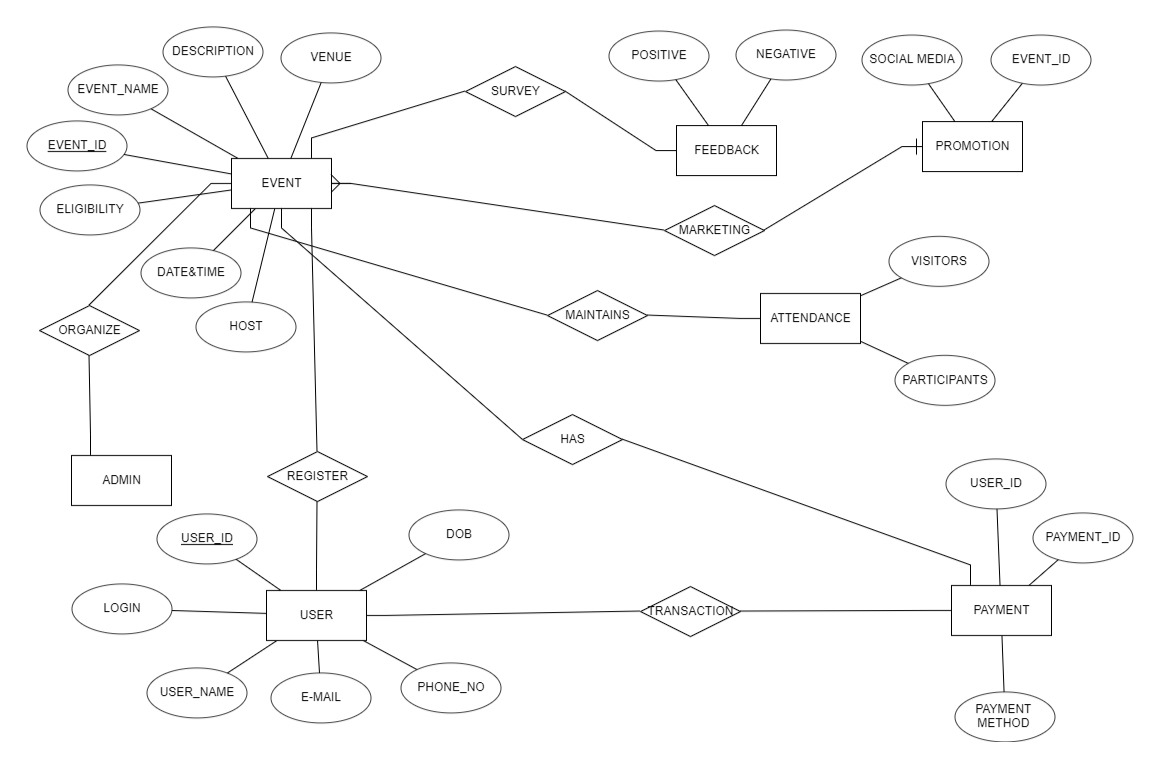 DESCRIPTION
VENUE
POSITIVE
NEGATIVE
SOCIAL MEDIA
EVENT_ID
EVENT_NAME
SURVEY
EVENT_ID
FEEDBACK
PROMOTION
EVENT
ELIGIBILITY
MARKETING
DATE&TIME
VISITORS
ORGANIZE
HOST
MAINTAINS
ATTENDANCE
PARTICIPANTS
HAS
ADMIN
REGISTER
USER_ID
USER_ID
DOB
PAYMENT_ID
LOGIN
USER
TRANSACTION
PAYMENT
USER_NAME
E-MAIL
PHONE_NO
PAYMENT
METHOD